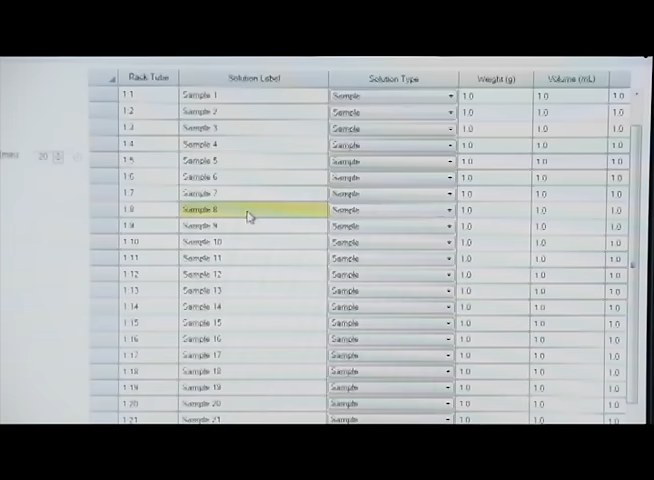 Rack:Tube Solution Label Solution Type Weight (g) Volume (mL)
1:1 Sample 1 Sample 1.0 1.0 1.0
1:2 Sample 2 Sample 1.0 1.0 1.0
1:3 Sample 3 Sample 1.0 1.0 1.0
20 1:4 Sample 4 Sample 1.0 1.0 1.0
1:5 Sample 5 Sample 1.0 1.0 1.0
1:6 Sample 6 Sample 1.0 1.0 1.0
1:7 Sample 7 Sample 1.0 1.0 1.0
1:8 Sample 8 Sample 1.0 1.0 1.0
1:9 Sample 9 Sample 1.0 1.0 1.0
1:10 Sample 10 Sample 1.0 1.0 1.0
1:11 Sample 11 Sample 1.0 1.0 1.0
1:12 Sample 12 Sample 1.0 1.0 1.0
1:13 Sample 13 Sample 1.0 1.0 1.0
1:14 Sample 14 Sample 1.0 1.0 1.0
1:15 Sample 15 Sample 1.0 1.0 1.0
1:16 Sample 16 Sample 1.0 1.0 1.0
1:17 Sample 17 Sample 1.0 1.0 1.0
1:18 Sample 18 Sample 1.0 1.0 1.0
1:19 Sample 19 Sample 1.0 1.0 1.0
1:20 Sample 20 Sample 1.0 1.0 1.0
1:21 Sample 21 Sample 1.0 1.0 1.0